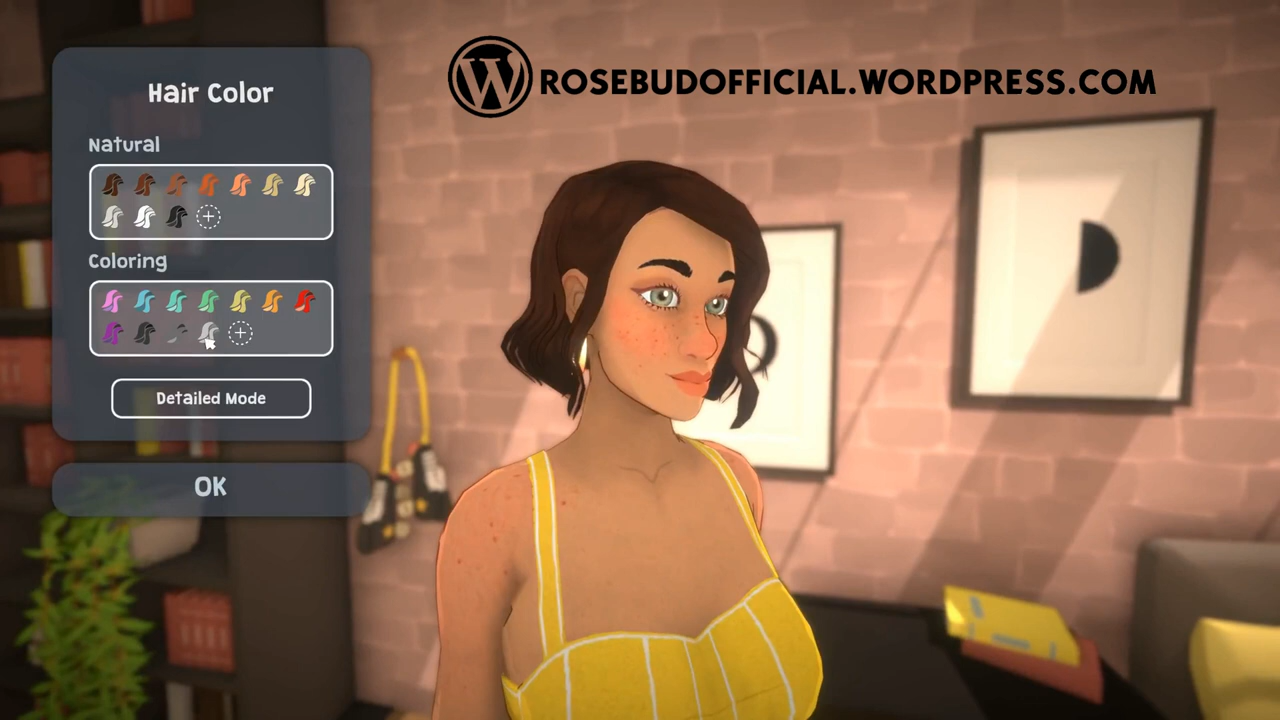 ROSEBUDOFFICIAL.WORDPRESS.COM
Hair Color
Natural
Coloring
Detailed Mode
OK